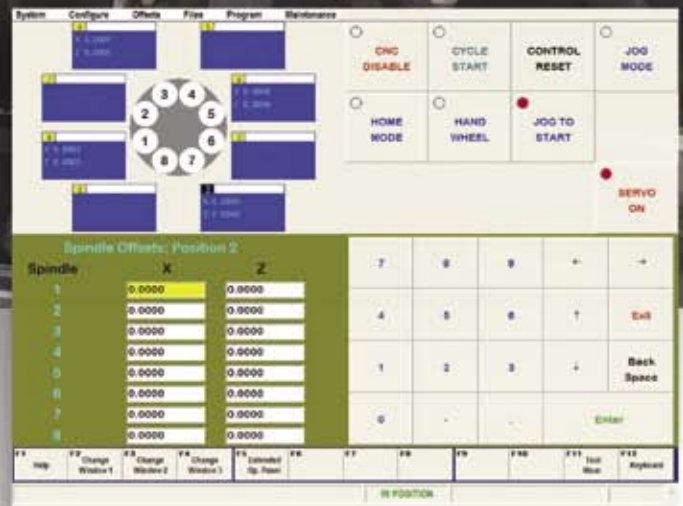 System Configure Offsets Files Program Maintenance
CNC DISABLE
CYCLE START
CONTROL RESET
JOG MODE
HOME MODE
HAND WHEEL
JOG TO START
SERVO ON
3 4
2 5
1 6
8 7
Spindle Offsets: Position 2
Spindle X Z
1 0.0000 0.0000
2 0.0000 0.0000
3 0.0000 0.0000
4 0.0000 0.0000
5 0.0000 0.0000
6 0.0000 0.0000
7 0.0000 0.0000
8 0.0000 0.0000
7 8 9 ← →
4 5 6 ↑ Exit
1 2 3 ↓ Back Space
0 - . Enter
F1 Help
F2 Change Window 1
F3 Change Window 2
F4 Change Window 3
F5 Extended Op. Panel
F6
F7
F8
F9
F10
F11 Tool Wear
F12 Keyboard
IN POSITION